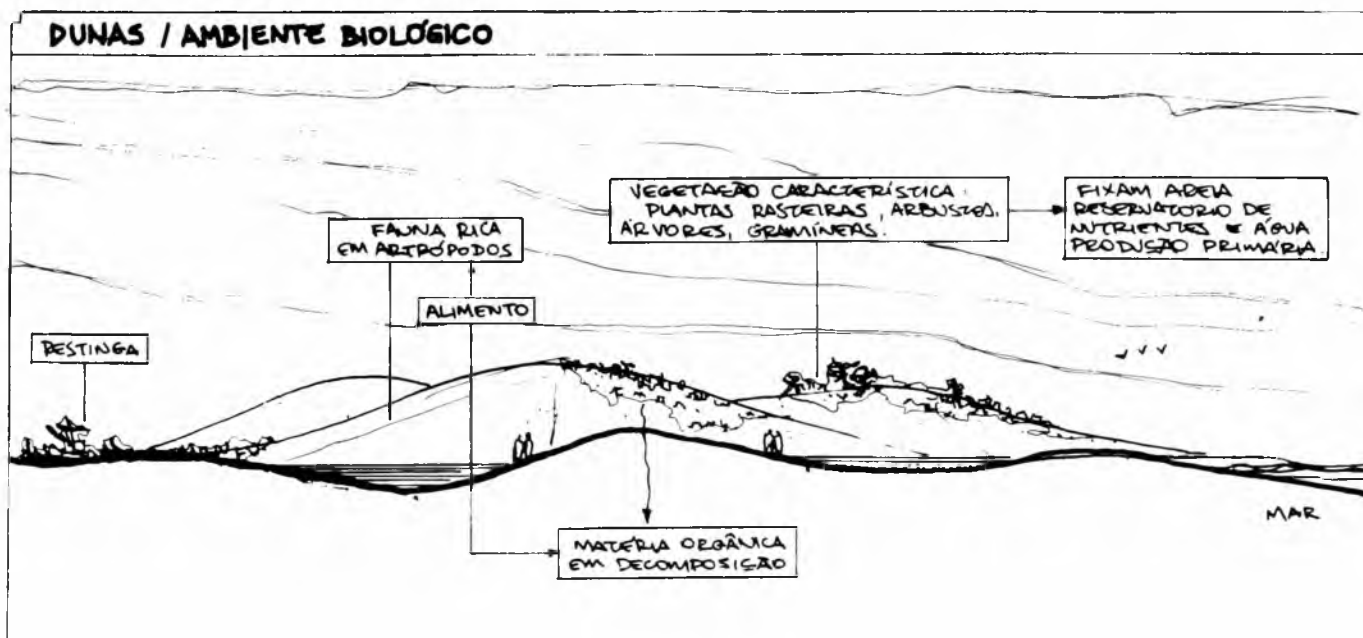 DUNAS / AMBIENTE BIOLÓGICO
VEGETAÇÃO CARACTERÍSTICA:
PLANTAS RASTEIRAS, ARBUSTOS,
ÁRVORES, GRAMÍNEAS.
FIXAM AREIA
RESERVATORIO DE
NUTRIENTES E ÁGUA
PRODUÇÃO PRIMÁRIA
FAUNA RICA
EM ARTRÓPODOS
ALIMENTO
RESTINGA
MAR
MATÉRIA ORGÂNICA
EM DECOMPOSIÇÃO